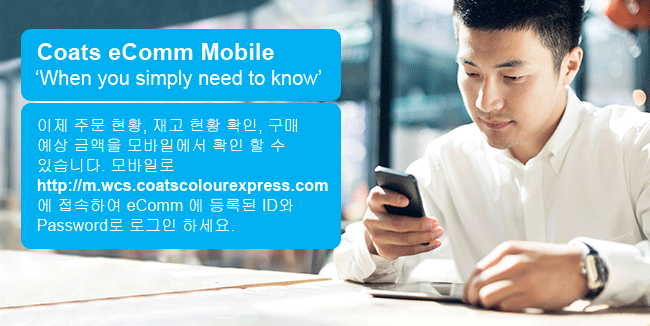 Coats eComm Mobile
‘When you simply need to know’
이제 주문 현황, 재고 현황 확인, 구매
예상 금액을 모바일에서 확인 할 수
있습니다. 모바일로
http://m.wcs.coatscolourexpress.com
에 접속하여 eComm 에 등록된 ID와
Password로 로그인 하세요.